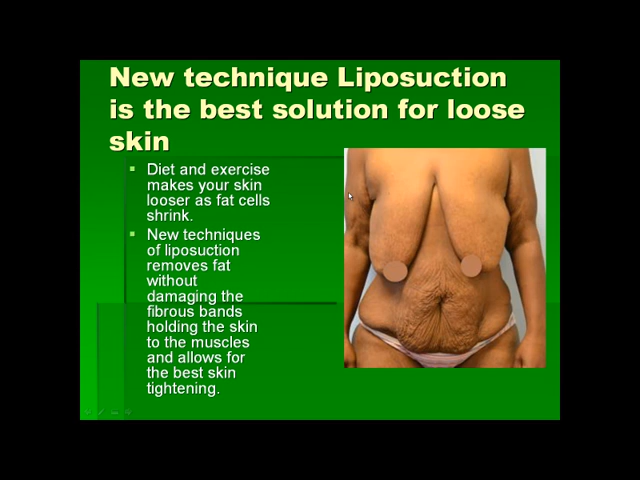 New technique Liposuction
is the best solution for loose
skin
Diet and exercise
makes your skin
looser as fat cells
shrink.
New techniques
of liposuction
removes fat
without
damaging the
fibrous bands
holding the skin
to the muscles
and allows for
the best skin
tightening.